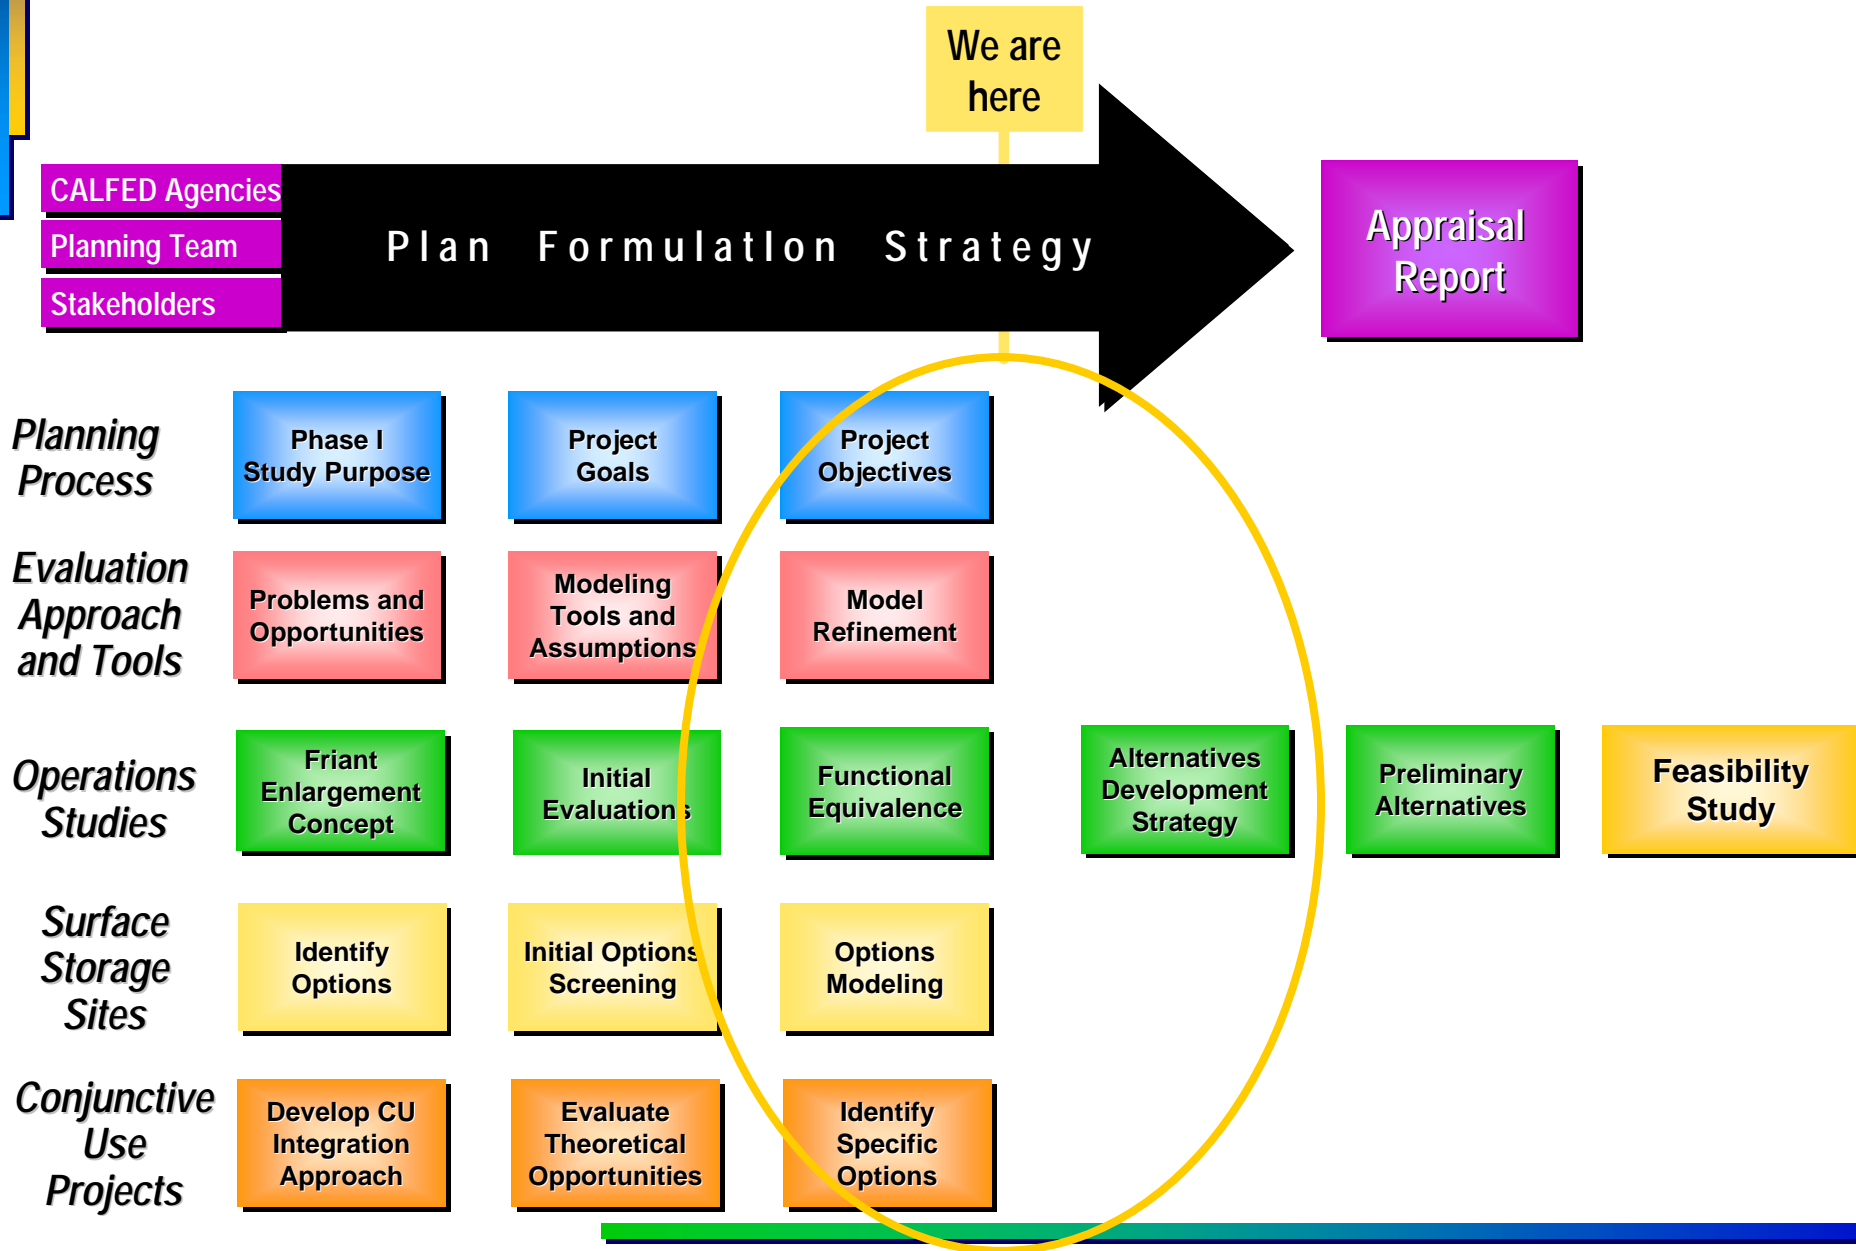 We are
here
CALFED Agencies
Planning Team
Stakeholders
Plan FormulatIon Strategy
Appraisal
Report
Planning
Process
Phase I
Study Purpose
Project
Goals
Project
Objectives
Evaluation
Approach
and Tools
Problems and
Opportunities
Modeling
Tools and
Assumptions
Model
Refinement
Operations
Studies
Friant
Enlargement
Concept
Initial
Evaluations
Functional
Equivalence
Alternatives
Development
Strategy
Preliminary
Alternatives
Feasibility
Study
Surface
Storage
Sites
Identify
Options
Initial Options
Screening
Options
Modeling
Conjunctive
Use
Projects
Develop CU
Integration
Approach
Evaluate
Theoretical
Opportunities
Identify
Specific
Options